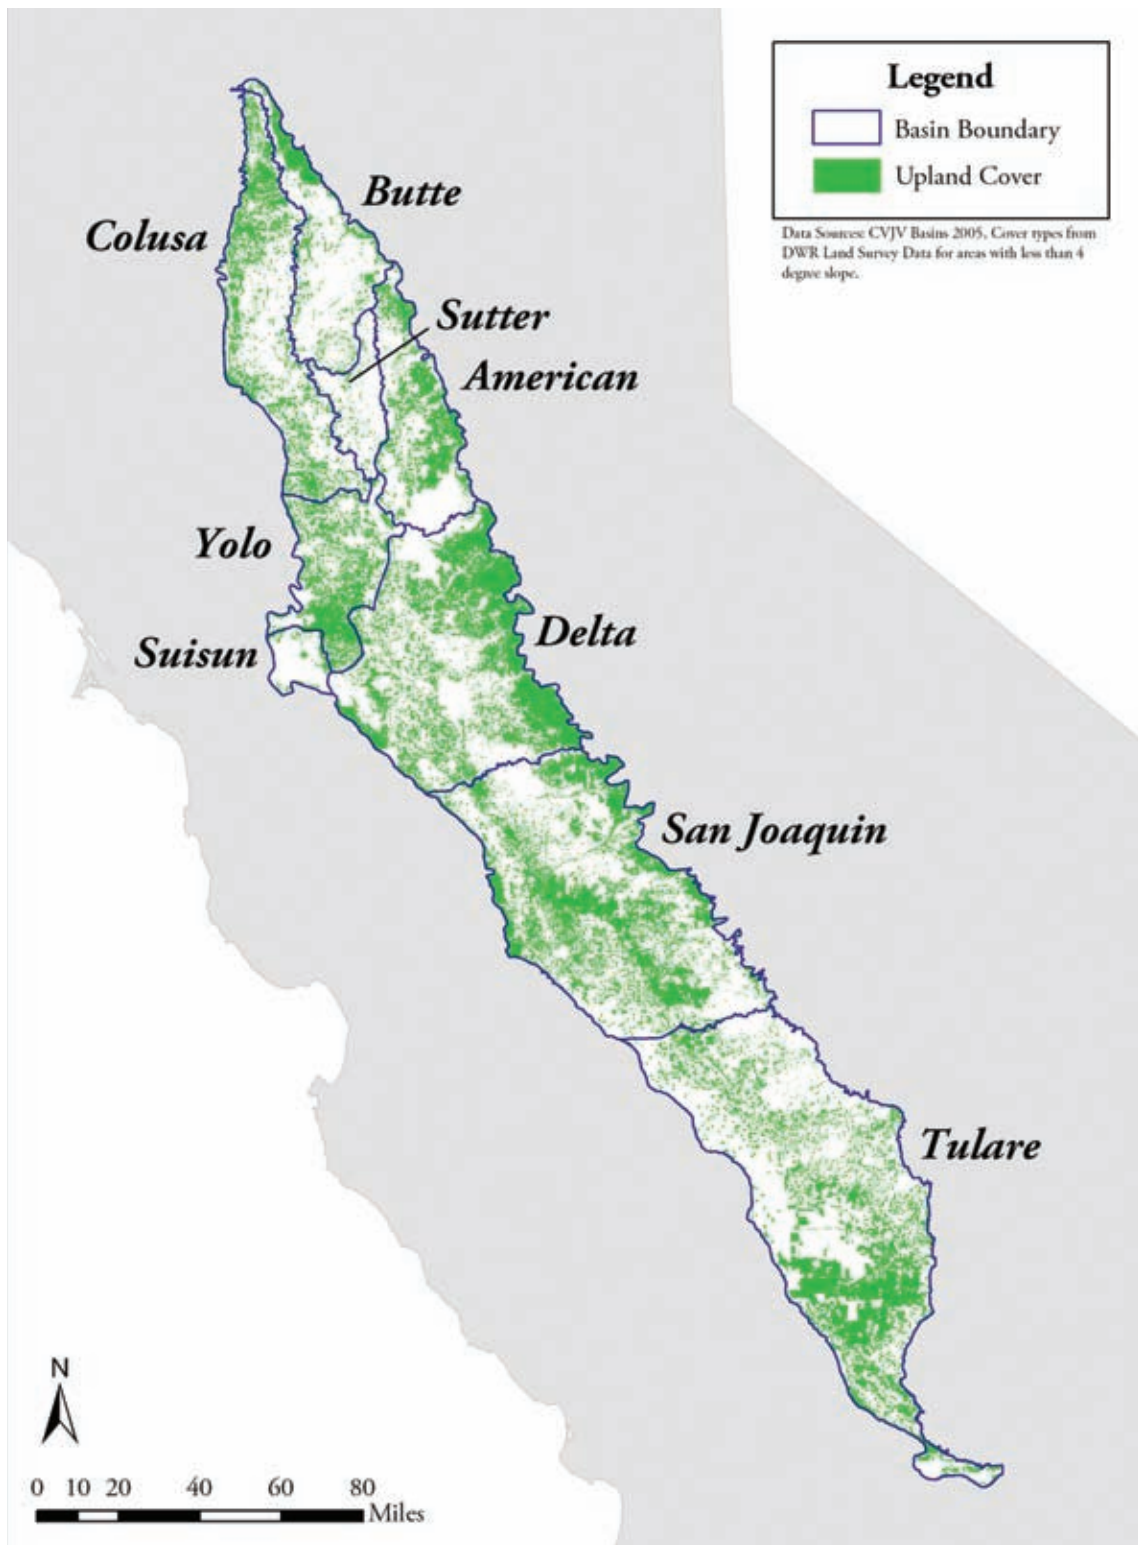 Legend
Basin Boundary
Upland Cover
Data Sources: CVJV Basins 2005, Cover types from
DWR Land Survey Data for areas with less than 4
degree slope.
Butte
Colusa
Sutter
American
Yolo
Delta
Suisun
San Joaquin
Tulare
N
0 10 20 40 60 80
Miles